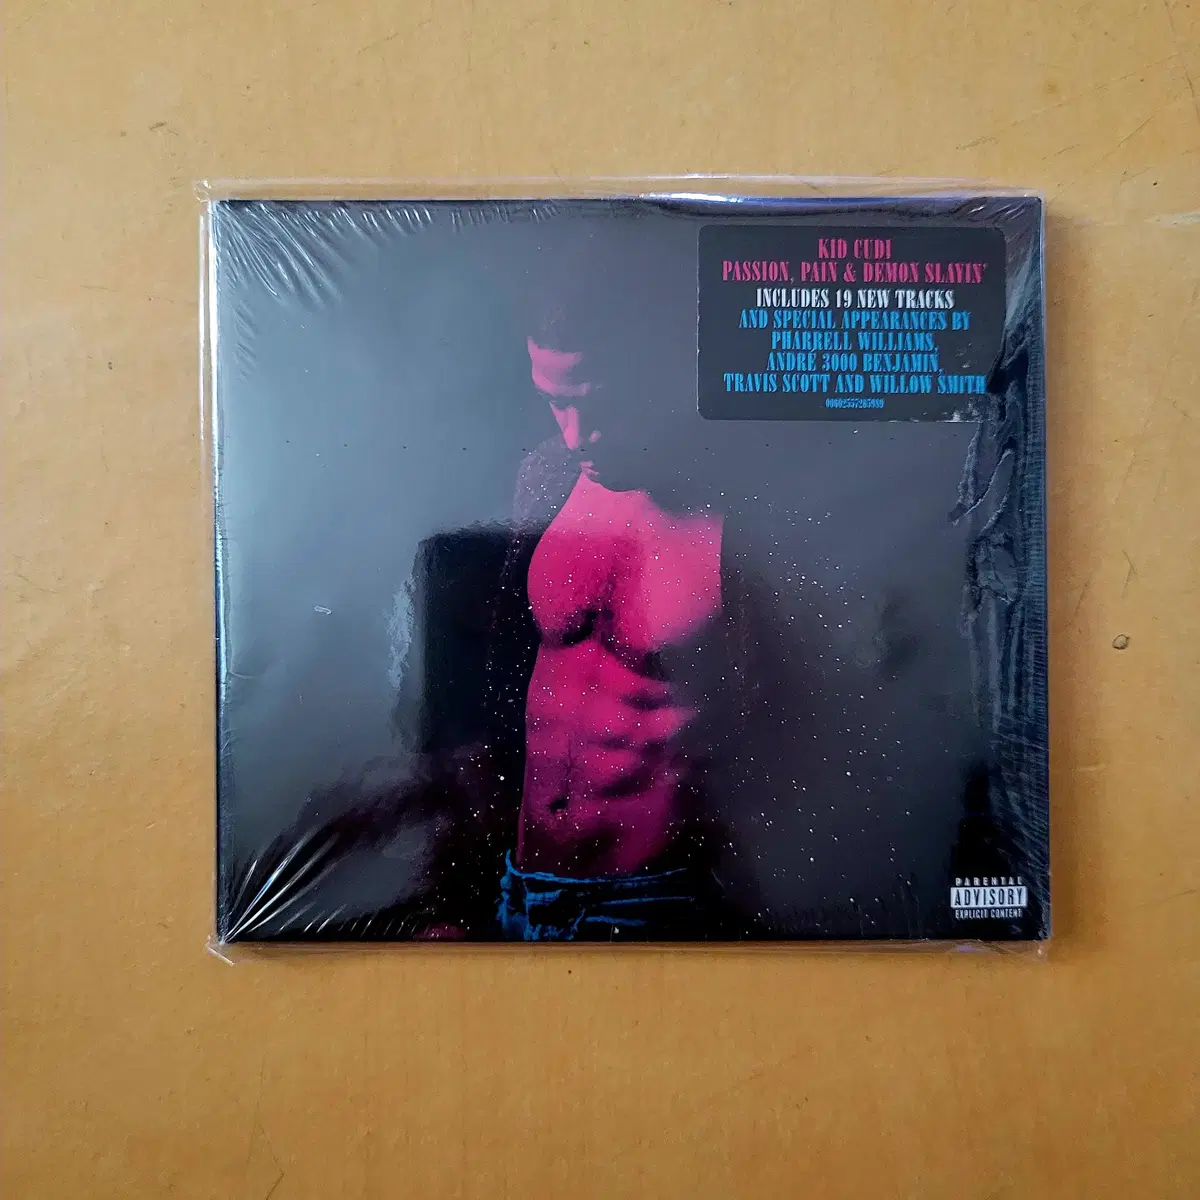 KID CUDI
PASSION, PAIN & DEMON SLAYIN'
INCLUDES 19 NEW TRACKS
AND SPECIAL APPEARANCES BY
PHARRELL WILLIAMS,
ANDRÉ 3000 BENJAMIN,
TRAVIS SCOTT AND WILLOW SMITH
00602557285989
PARENTAL
ADVISORY
EXPLICIT CONTENT